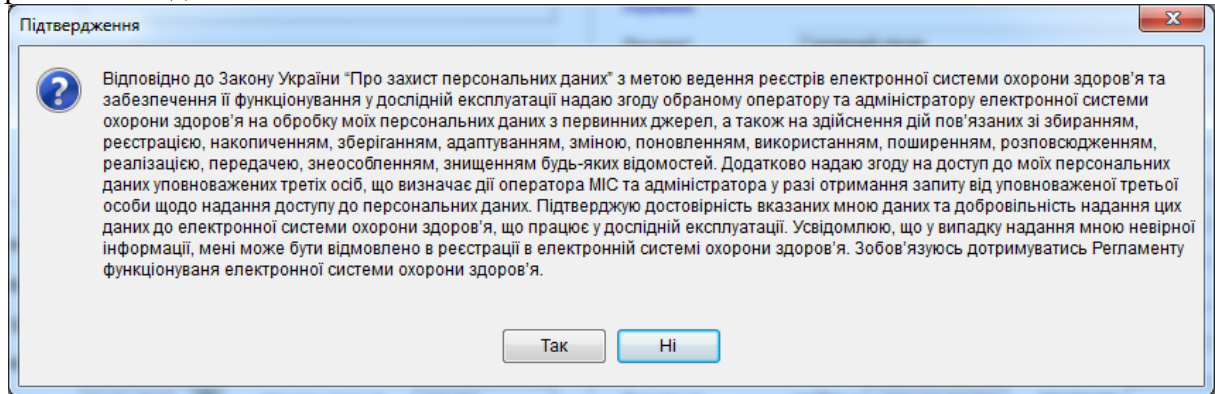 Підтвердження
Відповідно до Закону України “Про захист персональних даних” з метою ведення реєстрів електронної системи охорони здоров’я та
забезпечення її функціонування у дослідній експлуатації надаю згоду обраному оператору та адміністратору електронної системи
охорони здоров’я на обробку моїх персональних даних з первинних джерел, а також на здійснення дій пов’язаних зі збиранням,
реєстрацією, накопиченням, зберіганням, адаптуванням, зміною, поновленням, використанням, поширенням, розповсюдженням,
реалізацією, передачею, знеособленням, знищенням будь-яких відомостей. Додатково надаю згоду на доступ до моїх персональних
даних уповноважених третіх осіб, що визначає дії оператора МІС та адміністратора у разі отримання запиту від уповноваженої третьої
особи щодо надання доступу до персональних даних. Підтверджую достовірність вказаних мною даних та добровільність надання цих
даних до електронної системи охорони здоров’я, що працює у дослідній експлуатації. Усвідомлюю, що у випадку надання мною невірної
інформації, мені може бути відмовлено в реєстрації в електронній системі охорони здоров’я. Зобов’язуюсь дотримуватись Регламенту
функціонуваня електронної системи охорони здоров’я.
Так
Ні